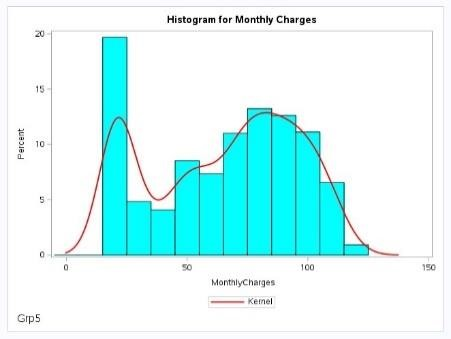 Histogram for Monthly Charges
20
15
10
5
0
Percent
0 50 100 150
MonthlyCharges
Kernel
Grp5